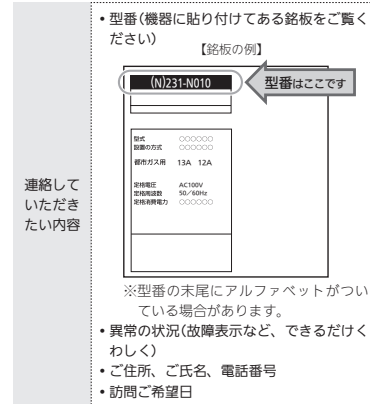 連絡して
いただき
たい内容
• 型番(機器に貼り付けてある銘板をご覧く
ださい)
【銘板の例】
(N)231-N010
型番はここです
型式 ○○○○○○
設置の方式 ○○○○○○
都市ガス用 13A 12A
定格電圧 AC100V
定格周波数 50/60Hz
定格消費電力 ○○○○○○
※型番の末尾にアルファベットがつい
ている場合があります。
• 異常の状況(故障表示など、できるだけく
わしく)
• ご住所、ご氏名、電話番号
• 訪問ご希望日